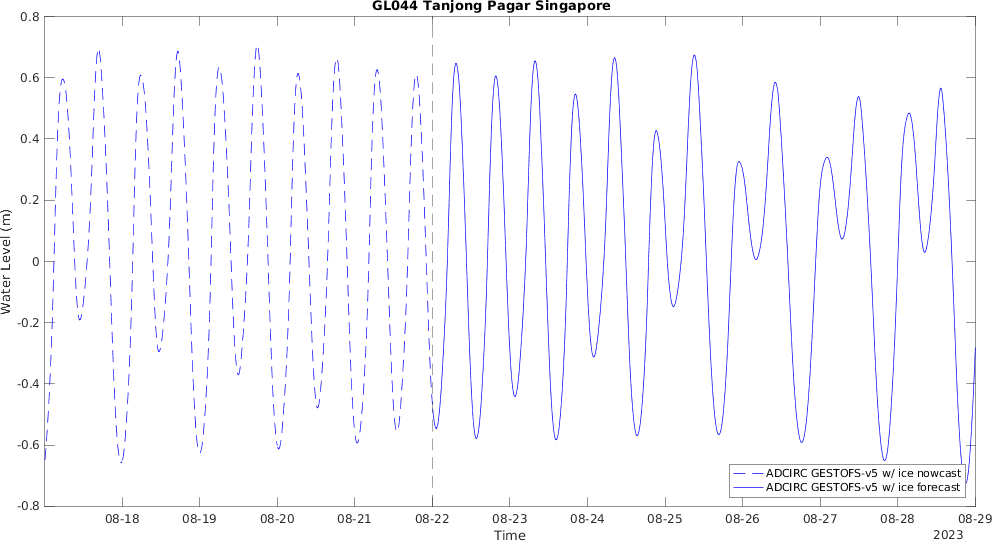 GL044 Tanjong Pagar Singapore
Water Level (m)
0.8
0.6
0.4
0.2
0
-0.2
-0.4
-0.6
-0.8
ADCIRC GESTOFS-v5 w/ ice nowcast
ADCIRC GESTOFS-v5 w/ ice forecast
08-18 08-19 08-20 08-21 08-22 08-23 08-24 08-25 08-26 08-27 08-28 08-29
Time
2023